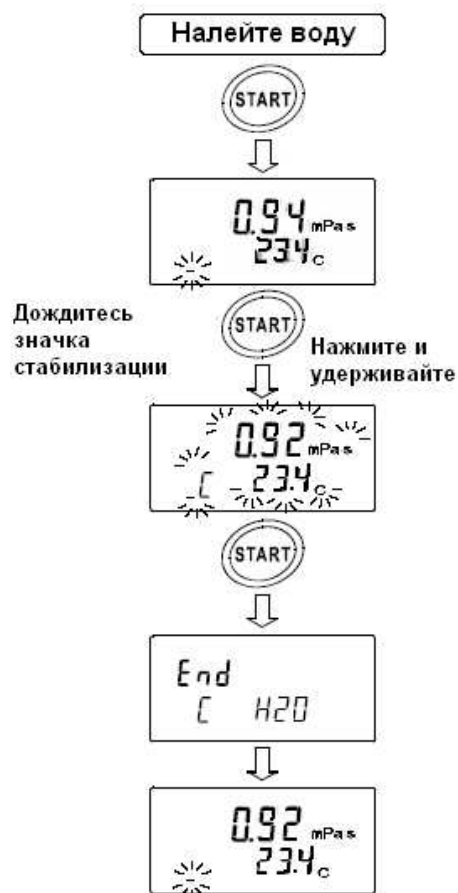 Налейте воду
START
0.94 mPas
23.4 C
Дождитесь
значка
стабилизации
START
Нажмите и
удерживайте
0.92 mPas
C 23.4 C
START
End
C H2O
0.92 mPas
23.4 C